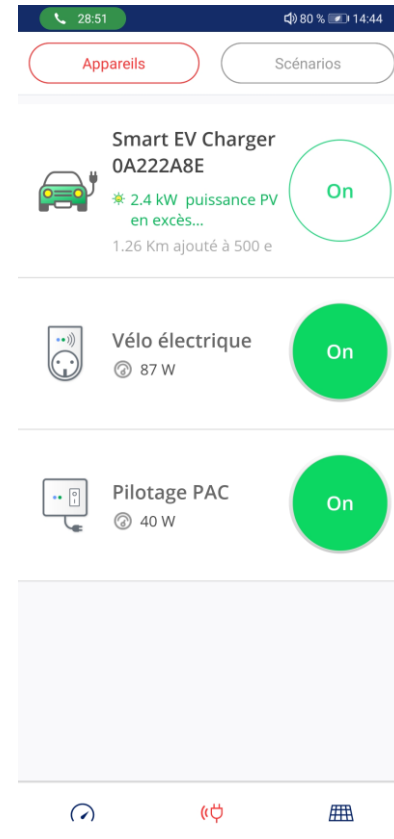 28:51
80 % 14:44
Appareils
Scénarios
Smart EV Charger
0A222A8E
2.4 kW puissance PV
en excès...
1.26 Km ajouté à 500 e
On
Vélo électrique
87 W
On
Pilotage PAC
40 W
On